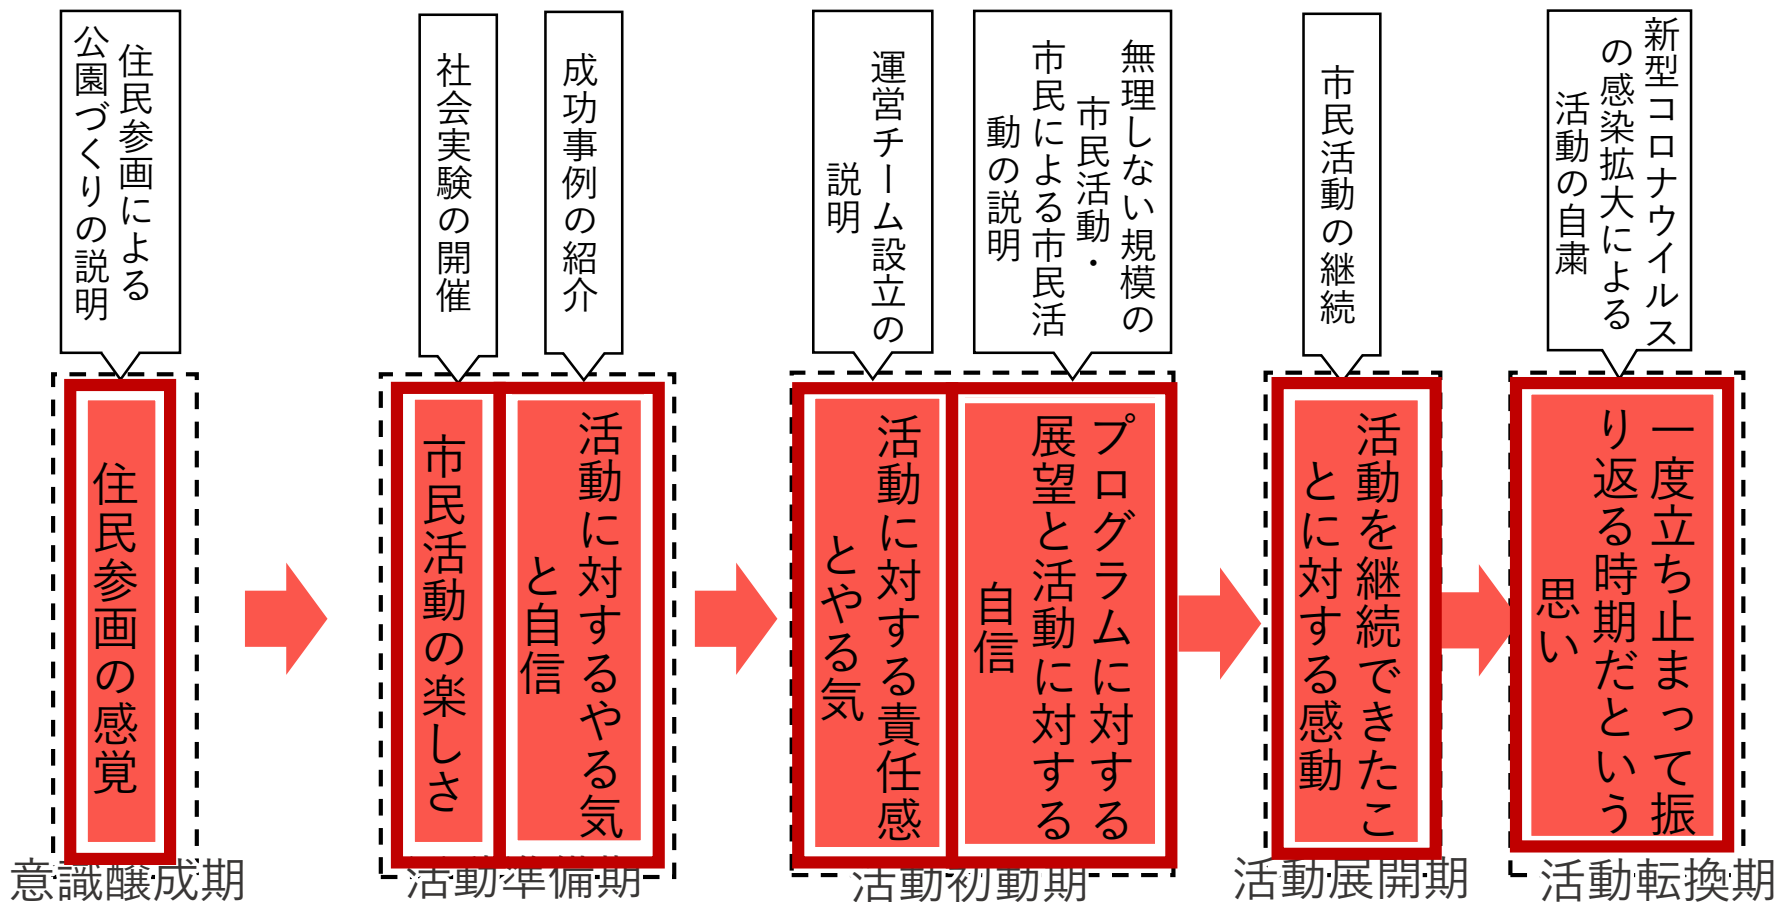 住民参画による
公園づくりの説明
社会実験の開催
成功事例の紹介
運営チーム設立の
説明
無理しない規模の
市民活動・
市民による市民活
動の説明
市民活動の継続
新型コロナウイルス
の感染拡大による
活動の自粛
住民参画の感覚
市民活動の楽しさ
活動に対するやる気
と自信
活動に対する責任感
とやる気
プログラムに対する
展望と活動に対する
自信
活動を継続できたこ
とに対する感動
一度立ち止まって振
り返る時期だという
思い
意識醸成期
活動準備期
活動初動期
活動展開期
活動転換期